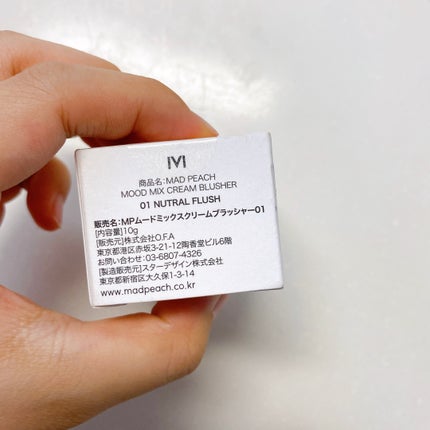 M
商品名:MAD PEACH
MOOD MIX CREAM BLUSHER
01 NUTRAL FLUSH
販売名:MPムードミックスクリームブラッシャー01
[内容量]10g
[販売元]株式会社O.F.A
東京都港区赤坂3-21-12陶香堂ビル6階
お問い合わせ:03-6807-4326
[製造販売元]スターデザイン株式会社
東京都新宿区大久保1-3-14
www.madpeach.co.kr